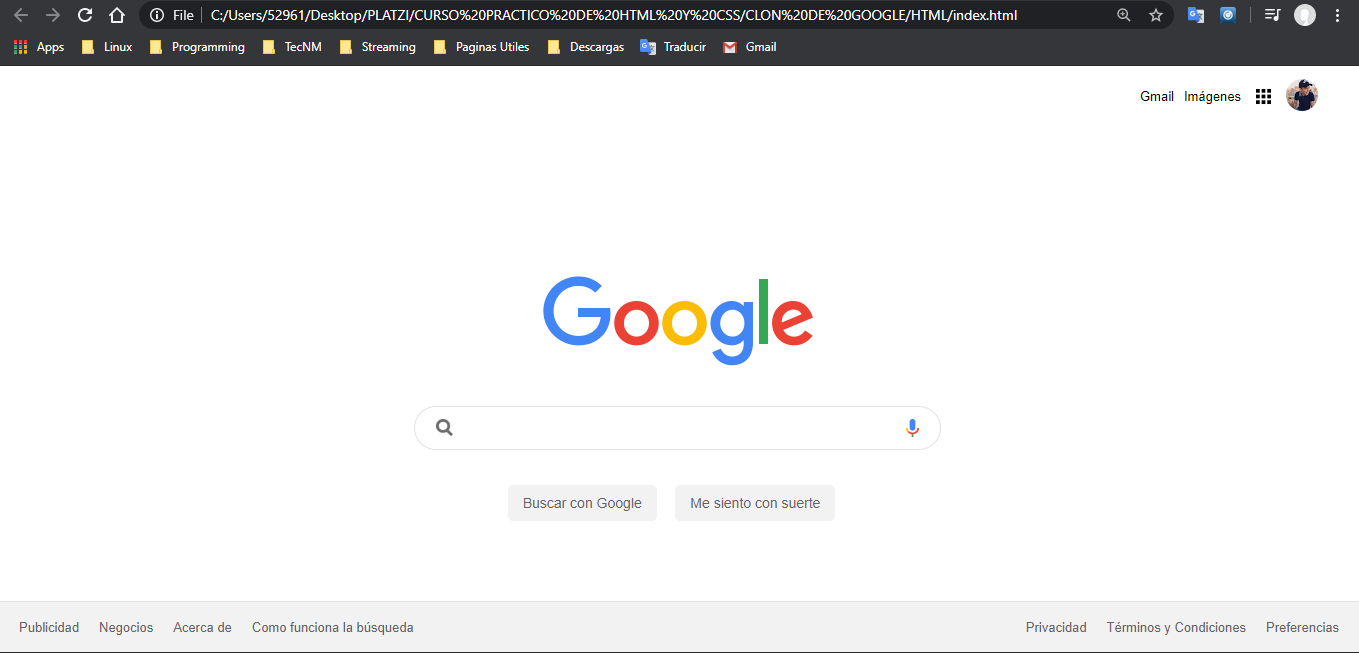 File C:/Users/52961/Desktop/PLATZI/CURSO%20PRACTICO%20DE%20HTML%20Y%20CSS/CLON%20DE%20GOOGLE/HTML/index.html
Apps Linux Programming TecNM Streaming Paginas Utiles Descargas Traducir Gmail
Gmail Imágenes
Google
Buscar con Google Me siento con suerte
Publicidad Negocios Acerca de Como funciona la búsqueda Privacidad Términos y Condiciones Preferencias